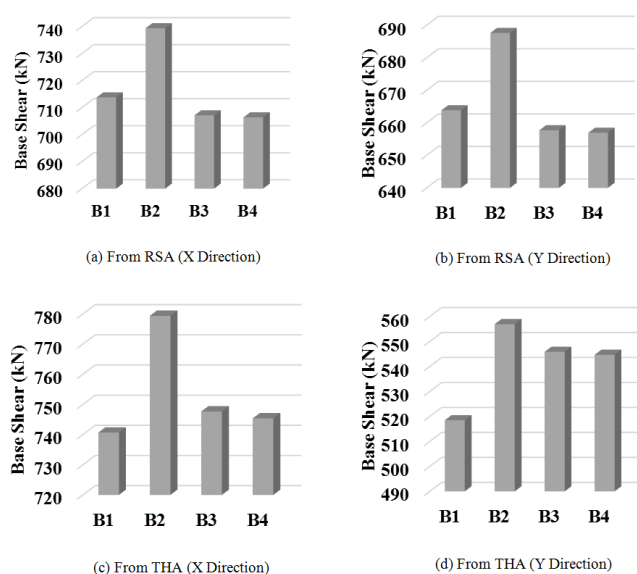 Base Shear (kN)
740
730
720
710
700
690
680
B1 B2 B3 B4
(a) From RSA (X Direction)
Base Shear (kN)
690
680
670
660
650
640
B1 B2 B3 B4
(b) From RSA (Y Direction)
Base Shear (kN)
780
770
760
750
740
730
720
B1 B2 B3 B4
(c) From THA (X Direction)
Base Shear (kN)
560
550
540
530
520
510
500
490
B1 B2 B3 B4
(d) From THA (Y Direction)